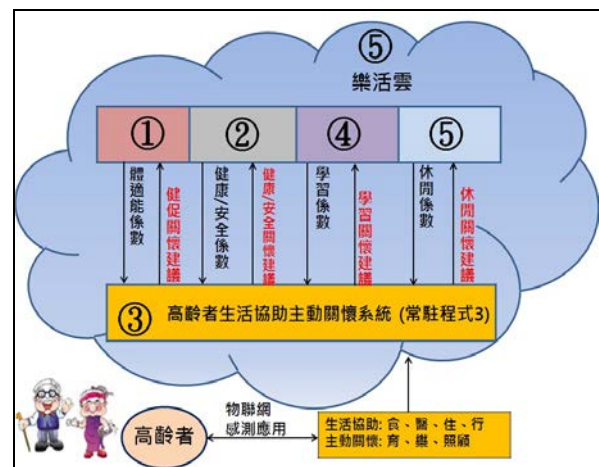 ⑤
樂活雲
① ② ④ ⑤
體適能係數
健促關懷建議
健康/安全係數
健康/安全關懷建議
學習係數
學習關懷建議
休閒係數
休閒關懷建議
③ 高齡者生活協助主動關懷系統 (常駐程式3)
高齡者
物聯網
感測應用
生活協助: 食、醫、住、行
主動關懷: 育、樂、照顧